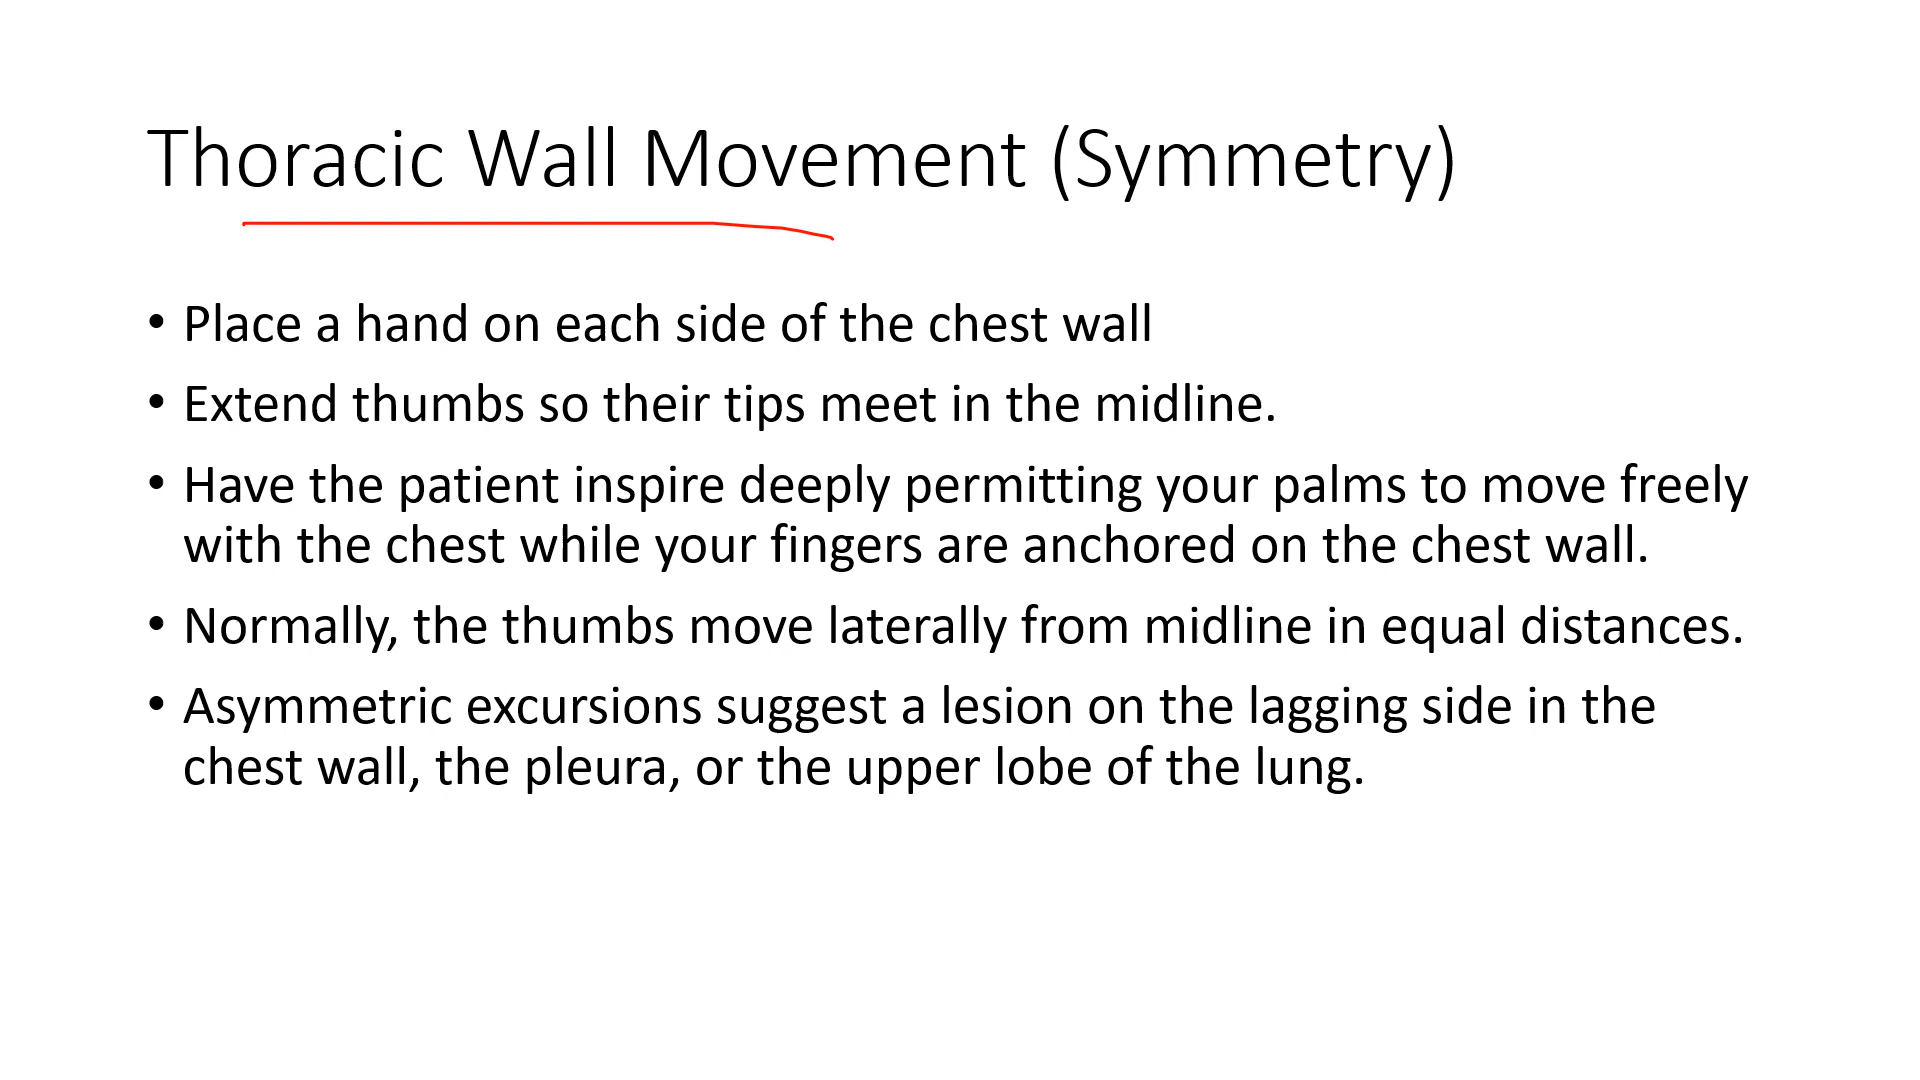 Thoracic Wall Movement (Symmetry)
• Place a hand on each side of the chest wall
• Extend thumbs so their tips meet in the midline.
• Have the patient inspire deeply permitting your palms to move freely
with the chest while your fingers are anchored on the chest wall.
• Normally, the thumbs move laterally from midline in equal distances.
• Asymmetric excursions suggest a lesion on the lagging side in the
chest wall, the pleura, or the upper lobe of the lung.